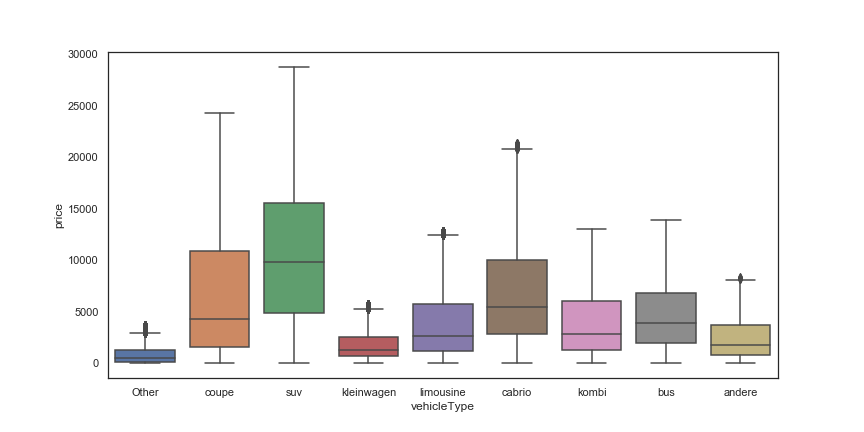 30000
25000
20000
15000
10000
5000
0
price
Other coupe suv kleinwagen limousine cabrio kombi bus andere
vehicleType